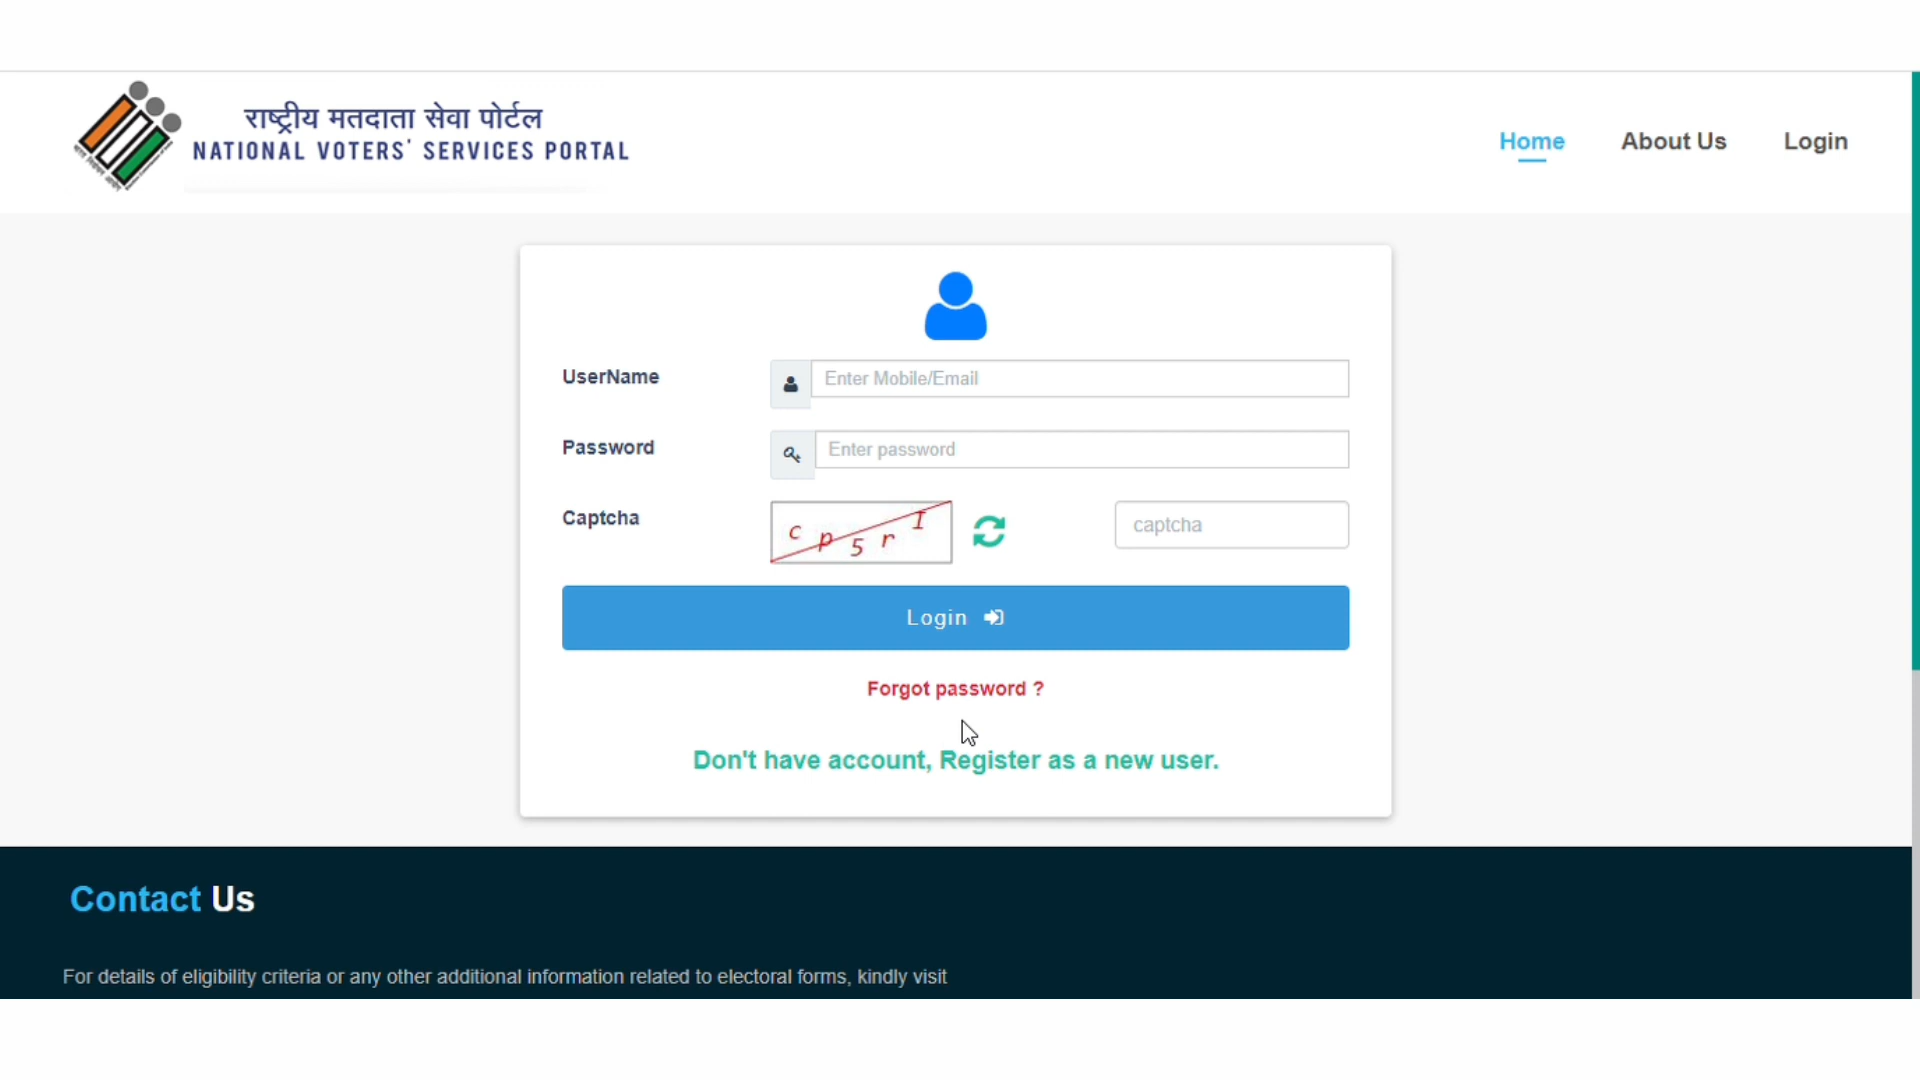 राष्ट्रीय मतदाता सेवा पोर्टल
NATIONAL VOTERS' SERVICES PORTAL
Home About Us Login
UserName Enter Mobile/Email
Password Enter password
Captcha c p 5 r I captcha
Login
Forgot password ?
Don't have account, Register as a new user.
Contact Us
For details of eligibility criteria or any other additional information related to electoral forms, kindly visit